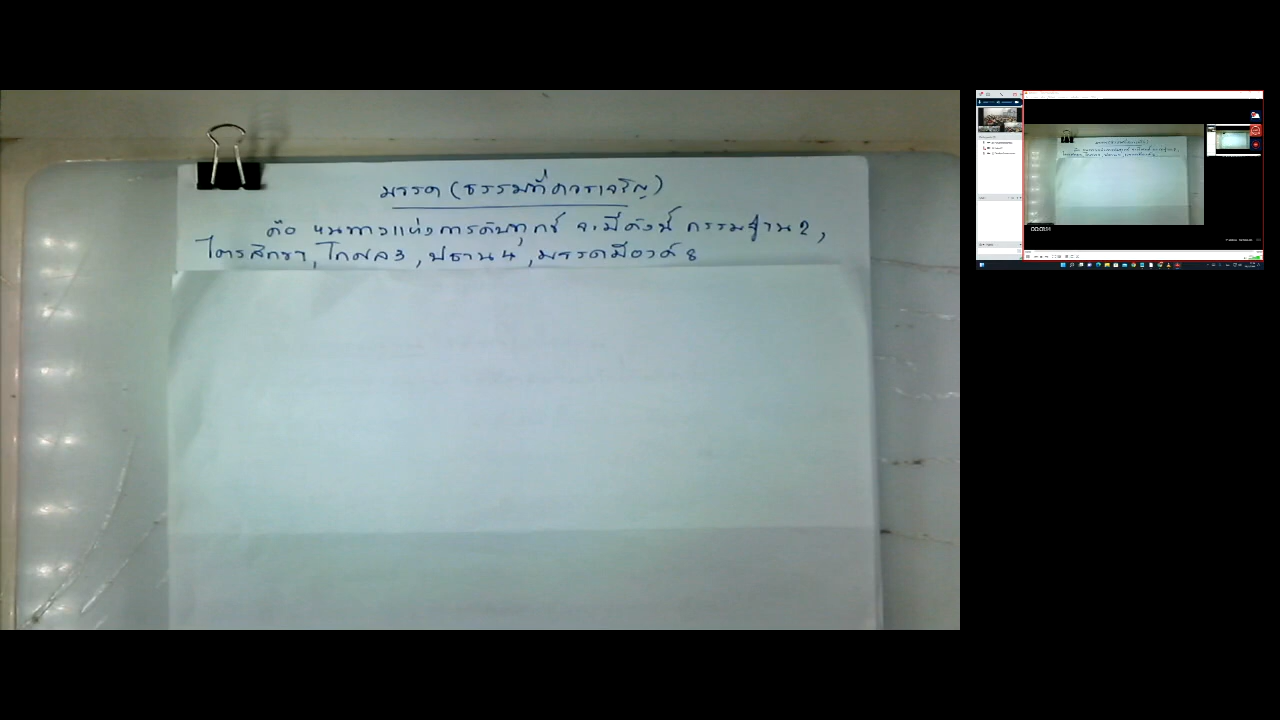 มรรค (ธรรมที่ควรเจริญ)
คือ หนทางแห่งการดับทุกข์ จะมีดังนี้ กรรมฐาน 2,
ไตรสิกขา, โกศล 3, ปธาน 4, มรรคมีองค์ 8